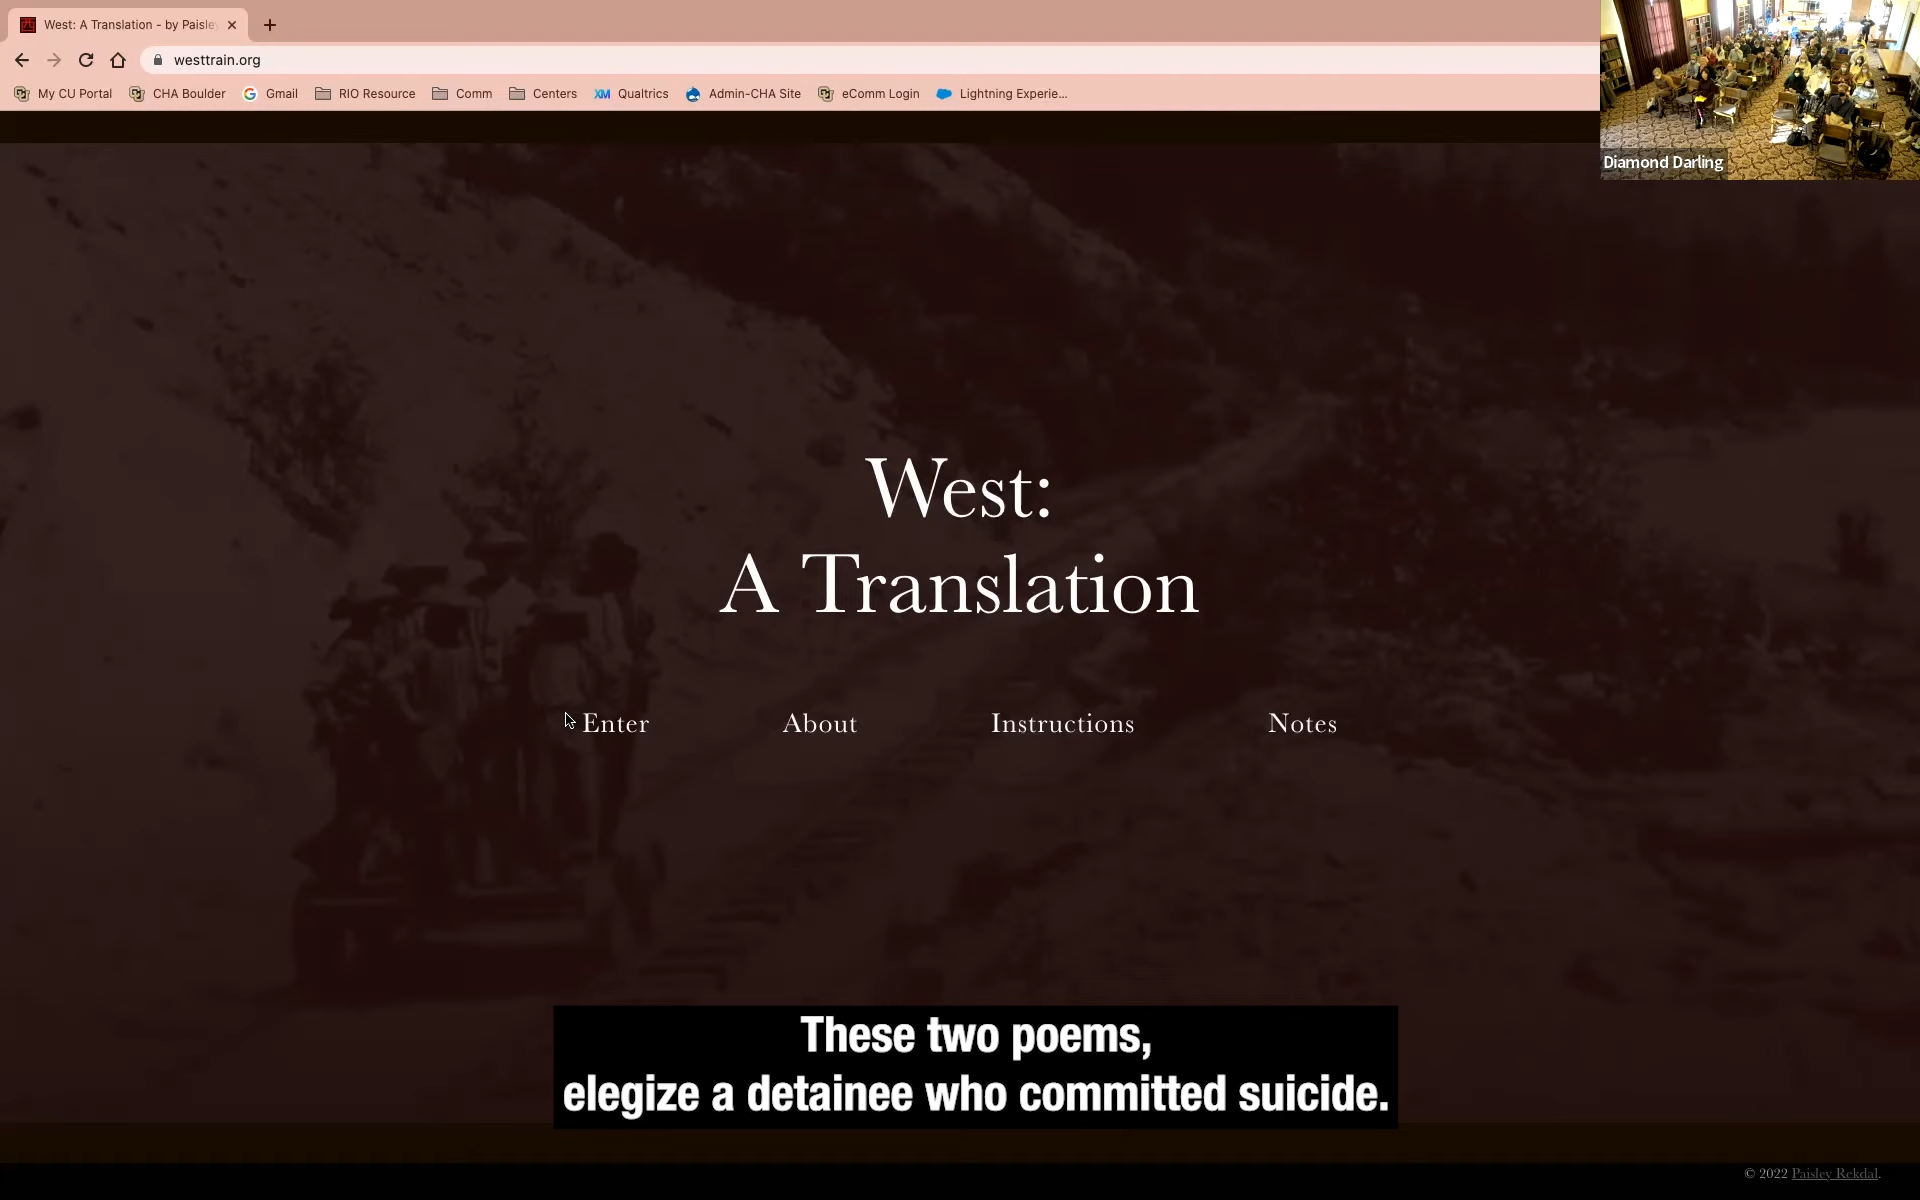 West: A Translation - by Paisley
westtrain.org
My CU Portal
CHA Boulder
Gmail
RIO Resource
Comm
Centers
XM Qualtrics
Admin-CHA Site
eComm Login
Lightning Experie...
Diamond Darling
West:
A Translation
Enter
About
Instructions
Notes
These two poems,
elegize a detainee who committed suicide.
© 2022 Paisley Rekdal.